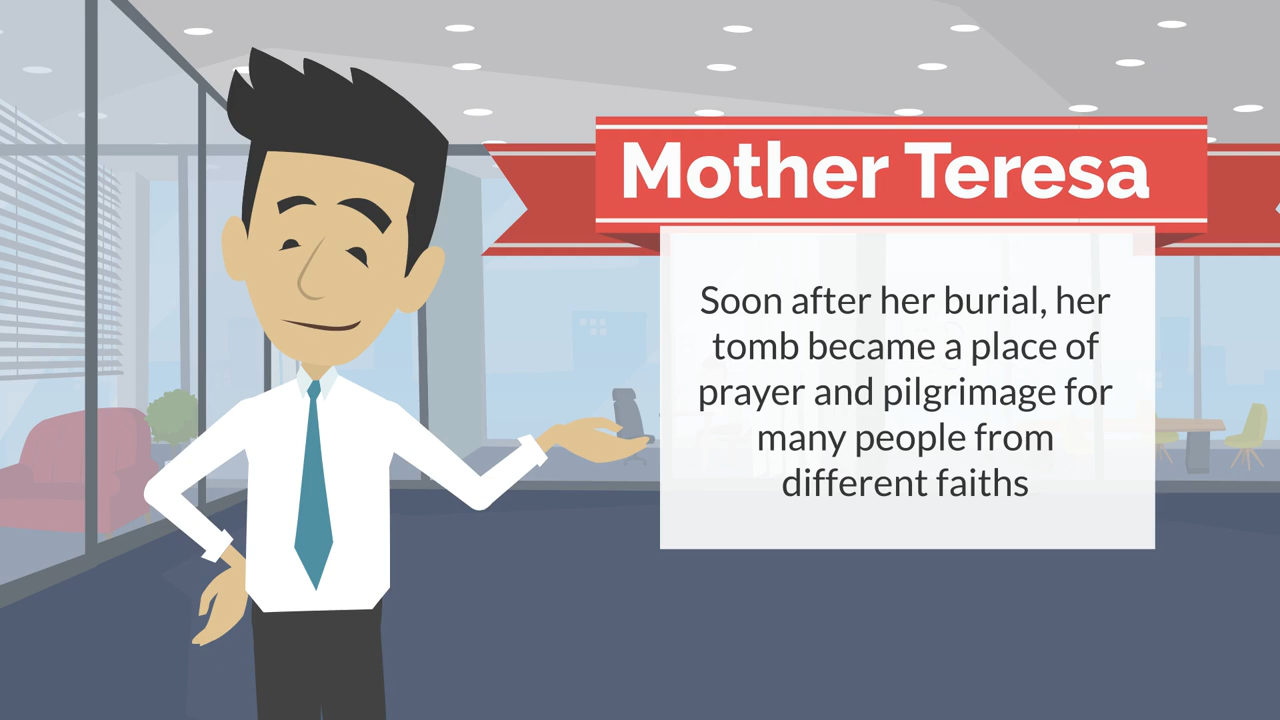 Mother Teresa
Soon after her burial, her
tomb became a place of
prayer and pilgrimage for
many people from
different faiths